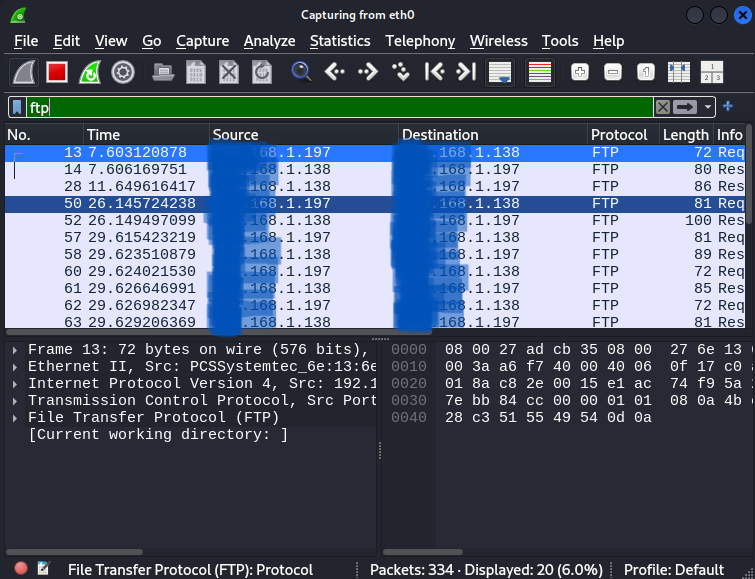 Capturing from eth0
File Edit View Go Capture Analyze Statistics Telephony Wireless Tools Help
ftp
No. Time Source Destination Protocol Length Info
13 7.603120878 .168.1.197 .168.1.138 FTP 72 Req
14 7.606169751 .168.1.138 .168.1.197 FTP 80 Res
28 11.649616417 .168.1.138 .168.1.197 FTP 86 Res
50 26.145724238 .168.1.197 .168.1.138 FTP 81 Req
52 26.149497099 .168.1.138 .168.1.197 FTP 100 Res
57 29.615423219 .168.1.197 .168.1.138 FTP 81 Req
58 29.623510879 .168.1.138 .168.1.197 FTP 89 Res
60 29.624021530 .168.1.197 .168.1.138 FTP 72 Req
61 29.626646991 .168.1.138 .168.1.197 FTP 85 Res
62 29.626982347 .168.1.197 .168.1.138 FTP 72 Req
63 29.629206369 .168.1.138 .168.1.197 FTP 81 Res
Frame 13: 72 bytes on wire (576 bits),
Ethernet II, Src: PCSSystemtec_6e:13:6e
Internet Protocol Version 4, Src: 192.1
Transmission Control Protocol, Src Port
File Transfer Protocol (FTP)
[Current working directory: ]
0000 08 00 27 ad cb 35 08 00 27 6e 13
0010 00 3a a6 f7 40 00 40 06 0f 17 c0
0020 01 8a c8 2e 00 15 e1 ac 74 f9 5a
0030 7e bb 84 cc 00 00 01 01 08 0a 4b
0040 28 c3 51 55 49 54 0d 0a
File Transfer Protocol (FTP): Protocol
Packets: 334 · Displayed: 20 (6.0%)
Profile: Default